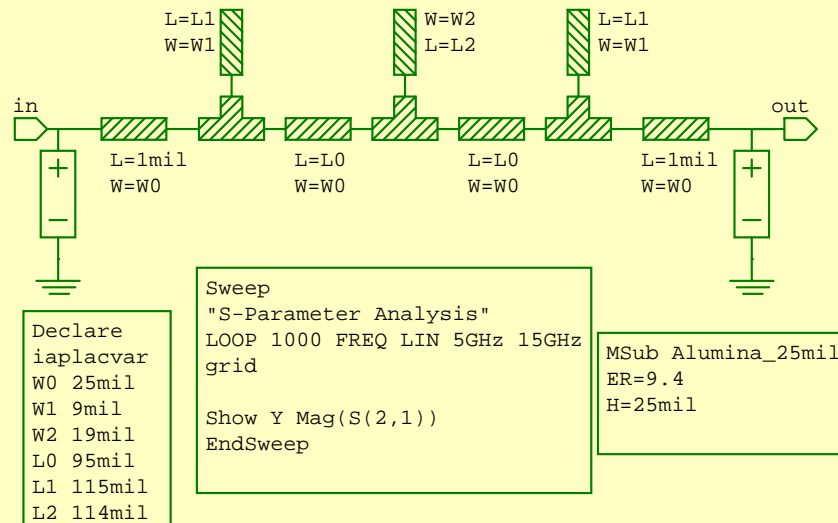 L=L1
W=W1
W=W2
L=L2
L=L1
W=W1
in
out
L=1mil
W=W0
L=L0
W=W0
L=L0
W=W0
L=1mil
W=W0
+
−
+
−
Declare
iaplacvar
W0 25mil
W1 9mil
W2 19mil
L0 95mil
L1 115mil
L2 114mil
Sweep
"S-Parameter Analysis"
LOOP 1000 FREQ LIN 5GHz 15GHz
grid
Show Y Mag(S(2,1))
EndSweep
MSub Alumina_25mil
ER=9.4
H=25mil